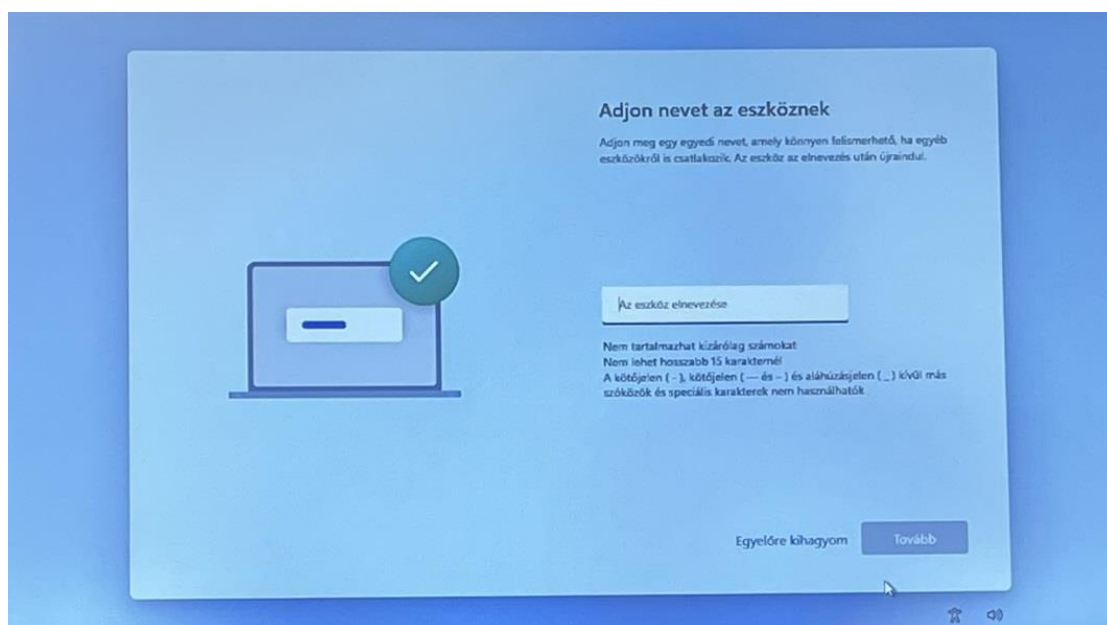 Adjon nevet az eszköznek
Adjon meg egy egyedi nevet, amely könnyen felismerhető, ha egyéb
eszközökről is csatlakozik. Az eszköz az elnevezés után újraindul.
Az eszköz elnevezése
Nem tartalmazhat kizárólag számokat
Nem lehet hosszabb 15 karakternél
A kötőjelen ( - ), kötőjelen ( — és – ) és aláhúzásjelen ( _ ) kívül más
szóközök és speciális karakterek nem használhatók
Egyelőre kihagyom
Tovább